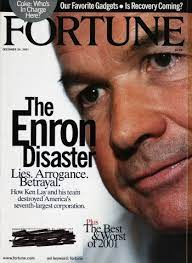 Coke: Who's
In Charge
Here?
Our Favorite Gadgets • Is Recovery Coming?
FORTUNE
DECEMBER 24, 2001
The
Enron
Disaster
Lies. Arrogance.
Betrayal.
How Ken Lay and his team
destroyed America's
seventh-largest corporation.
Plus
The Best
& Worst
of 2001
www.fortune.com
aol keyword: fortune